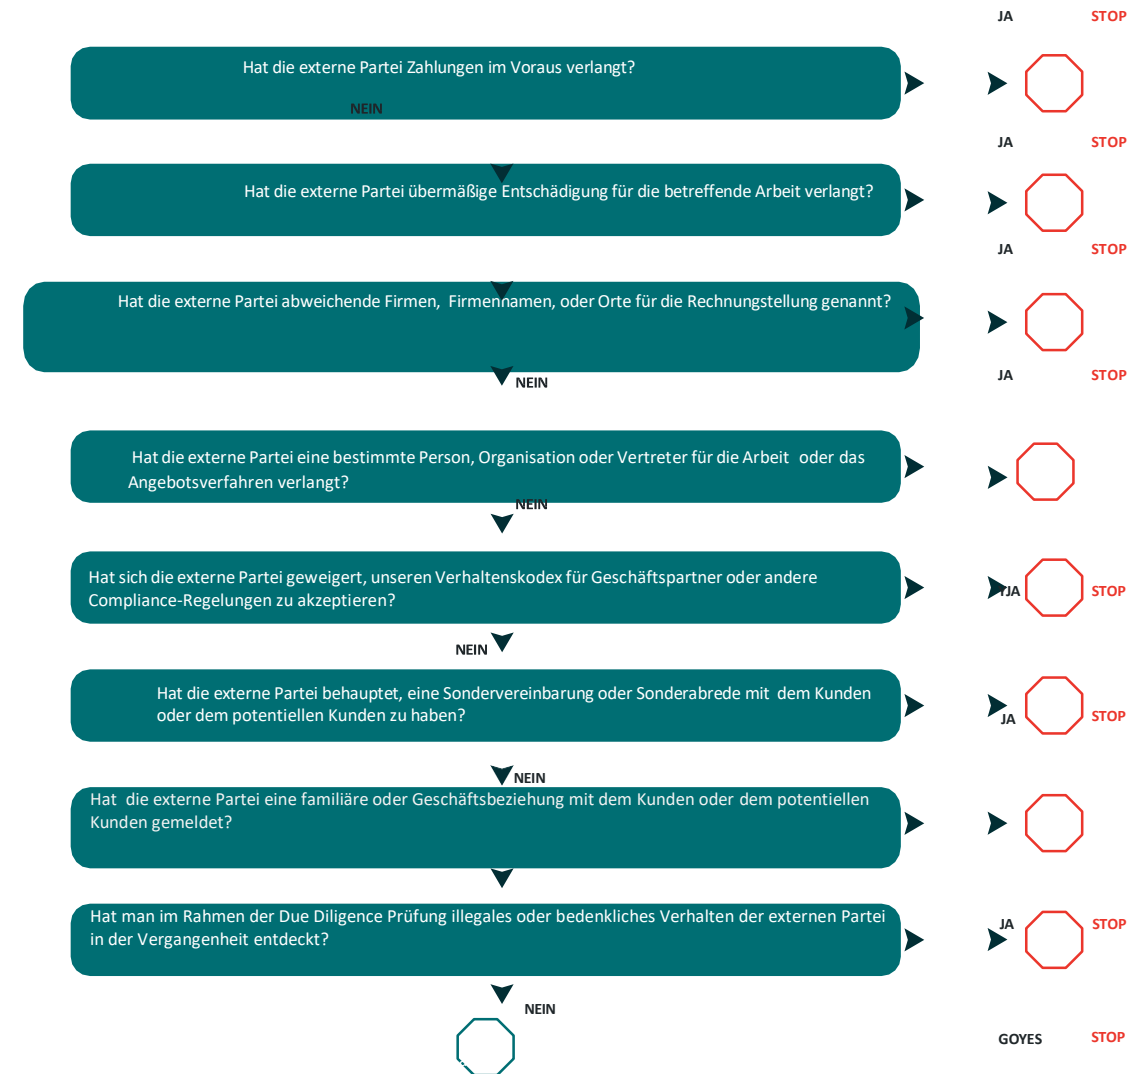 JA STOP
Hat die externe Partei Zahlungen im Voraus verlangt?
NEIN
JA STOP
Hat die externe Partei übermäßige Entschädigung für die betreffende Arbeit verlangt?
JA STOP
Hat die externe Partei abweichende Firmen, Firmennamen, oder Orte für die Rechnungstellung genannt?
JA STOP
NEIN
Hat die externe Partei eine bestimmte Person, Organisation oder Vertreter für die Arbeit oder das
Angebotsverfahren verlangt?
NEIN
Hat sich die externe Partei geweigert, unseren Verhaltenskodex für Geschäftspartner oder andere
Compliance-Regelungen zu akzeptieren?
JA STOP
NEIN
Hat die externe Partei behauptet, eine Sondervereinbarung oder Sonderabrede mit dem Kunden
oder dem potentiellen Kunden zu haben?
JA STOP
NEIN
Hat die externe Partei eine familiäre oder Geschäftsbeziehung mit dem Kunden oder dem potentiellen
Kunden gemeldet?
Hat man im Rahmen der Due Diligence Prüfung illegales oder bedenkliches Verhalten der externen Partei
in der Vergangenheit entdeckt?
JA STOP
NEIN
GOYES STOP